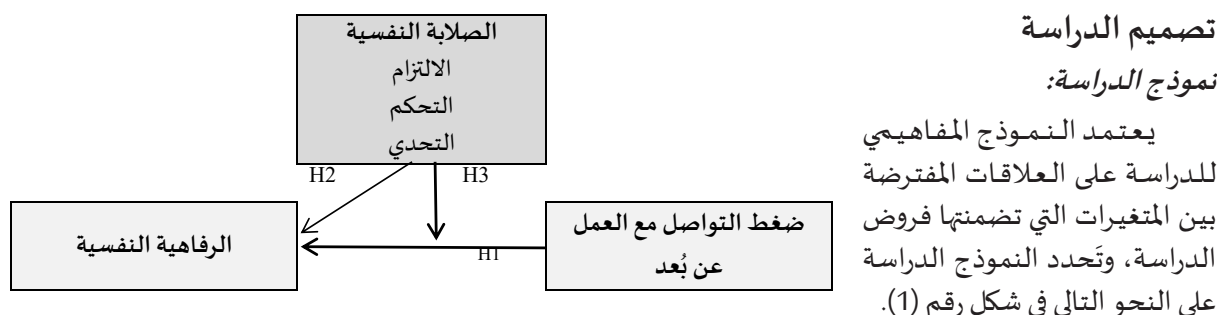 تصميم الدراسة
نموذج الدراسة:
يعتمد النموذج المفاهيمي
للدراسة على العلاقات المفترضة
بين المتغيرات التي تضمنتها فروض
الدراسة، وتَحدد النموذج الدراسة
على النحو التالي في شكل رقم (1).
الصلابة النفسية
الالتزام
التحكم
التحدي
H2
H3
ضغط التواصل مع العمل
عن بُعد
H1
الرفاهية النفسية